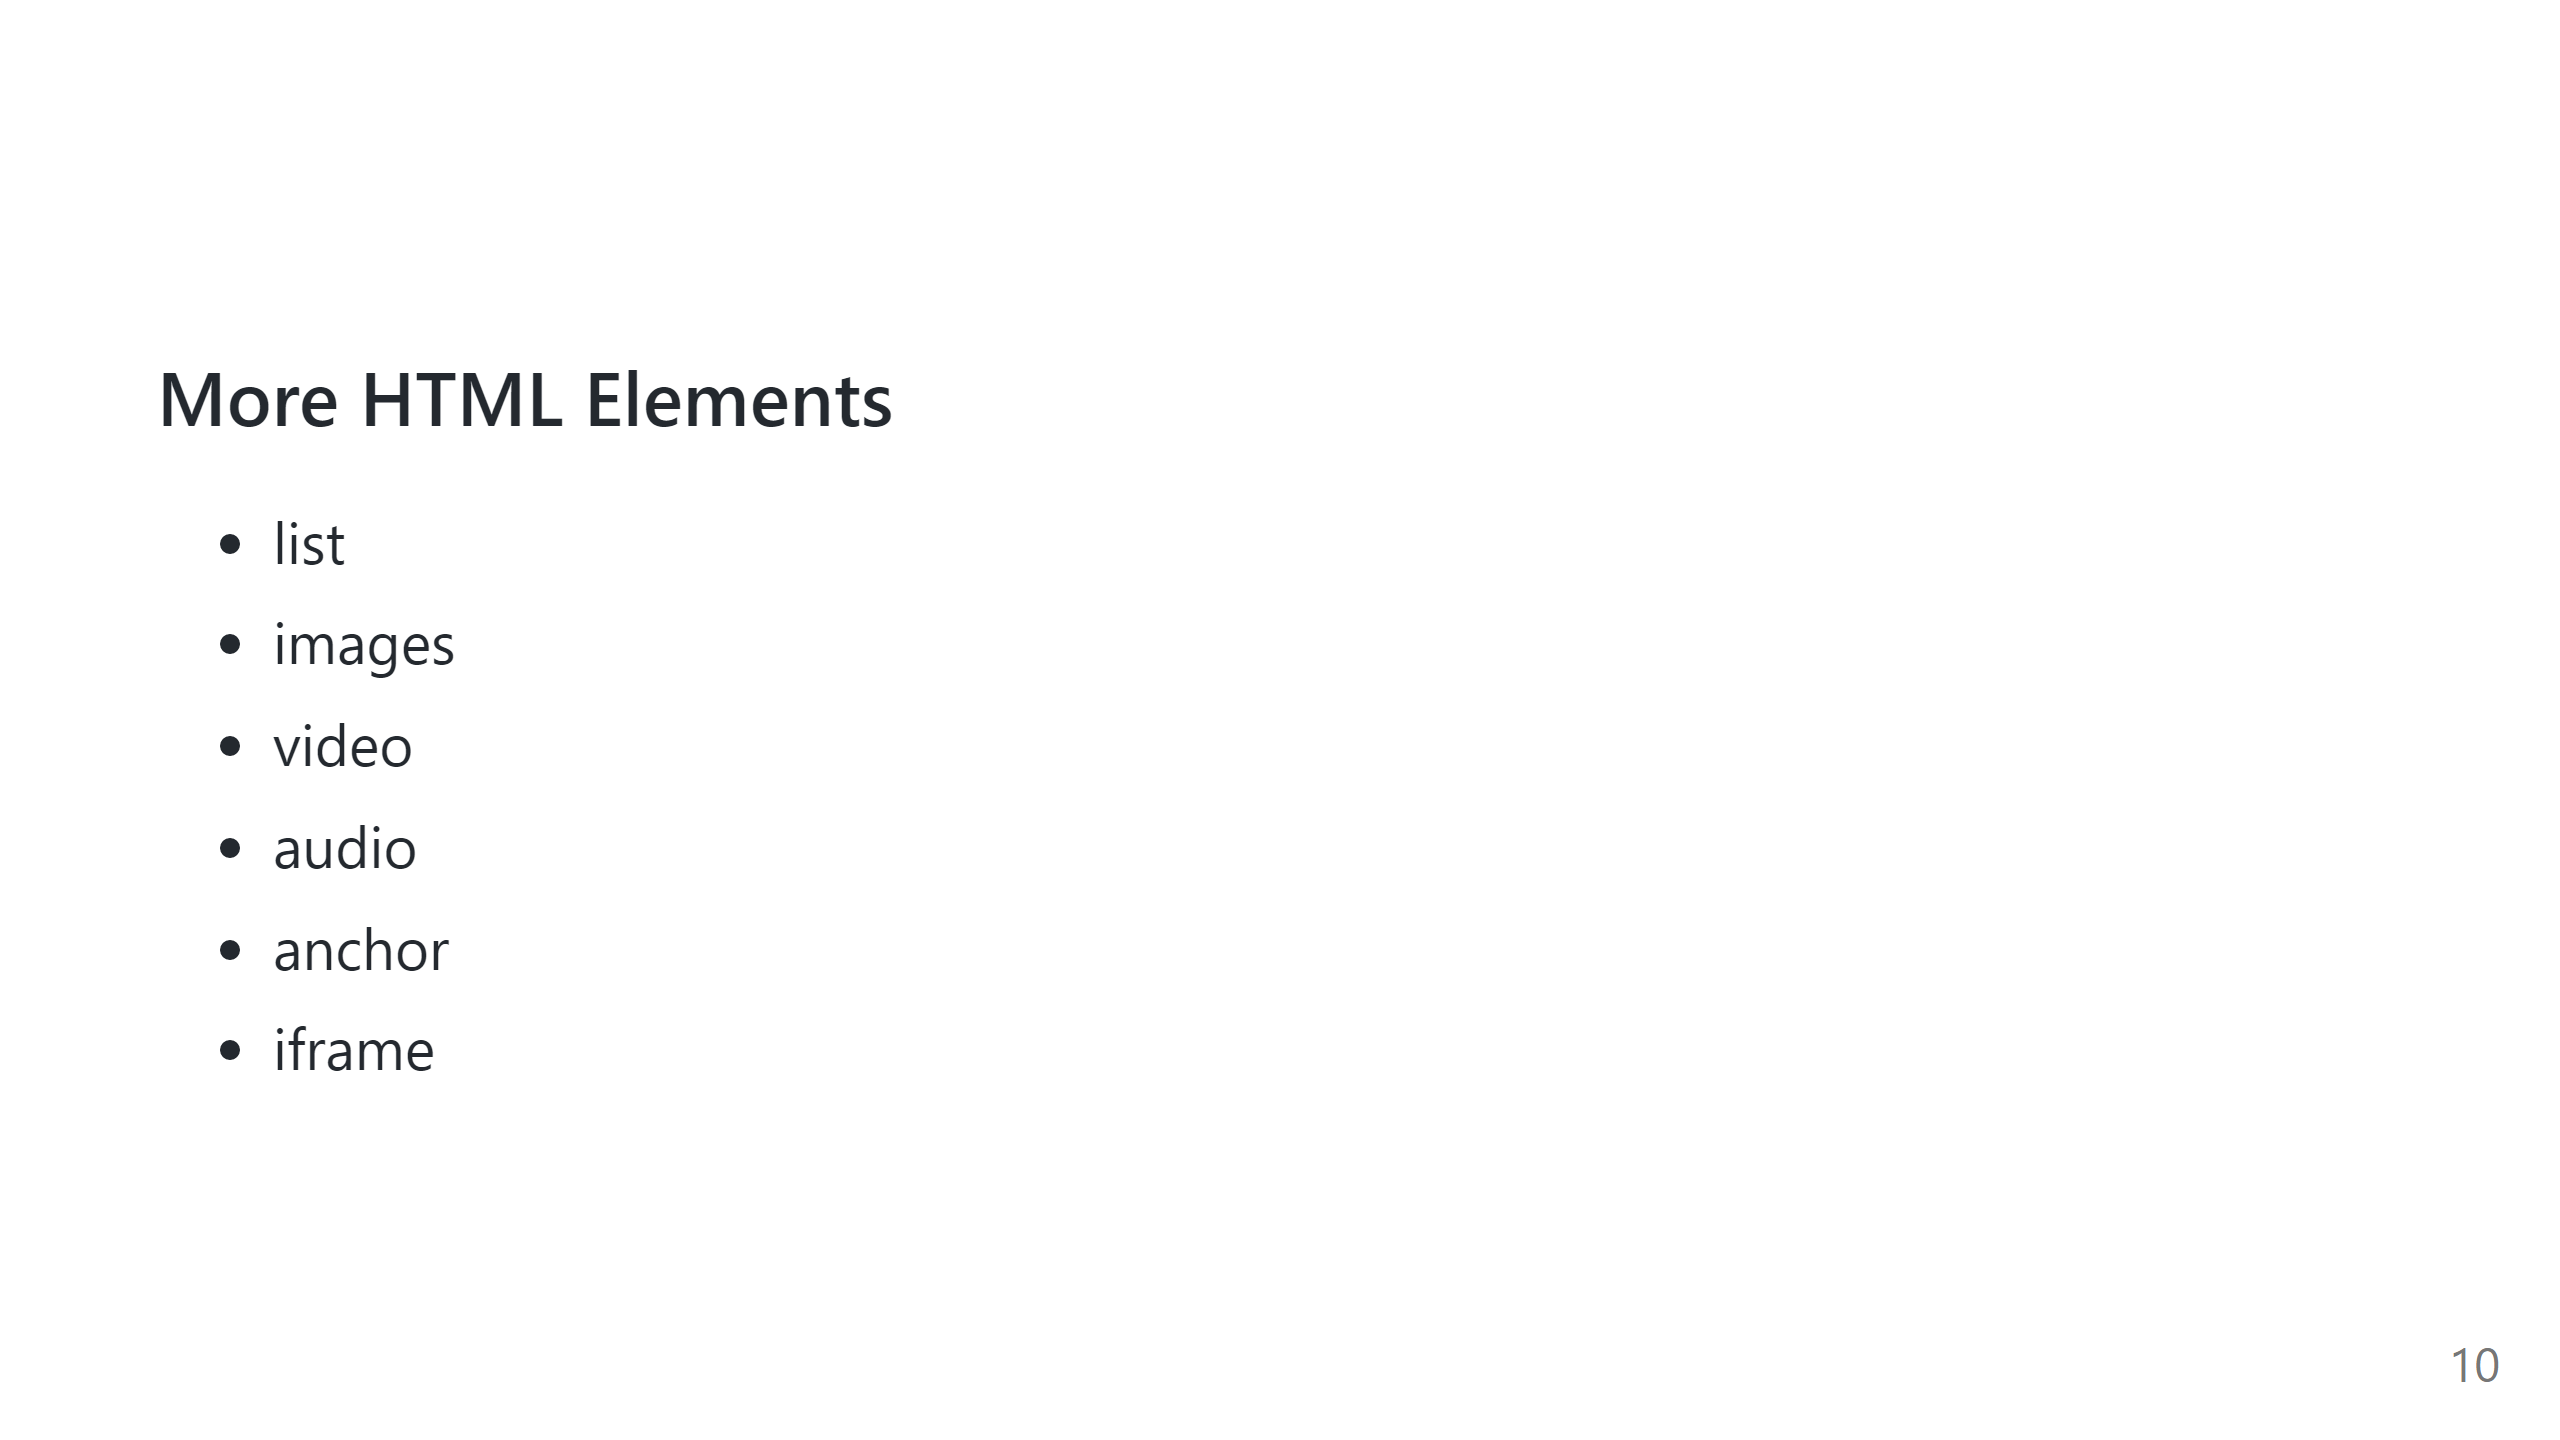 More HTML Elements
• list
• images
• video
• audio
• anchor
• iframe
10